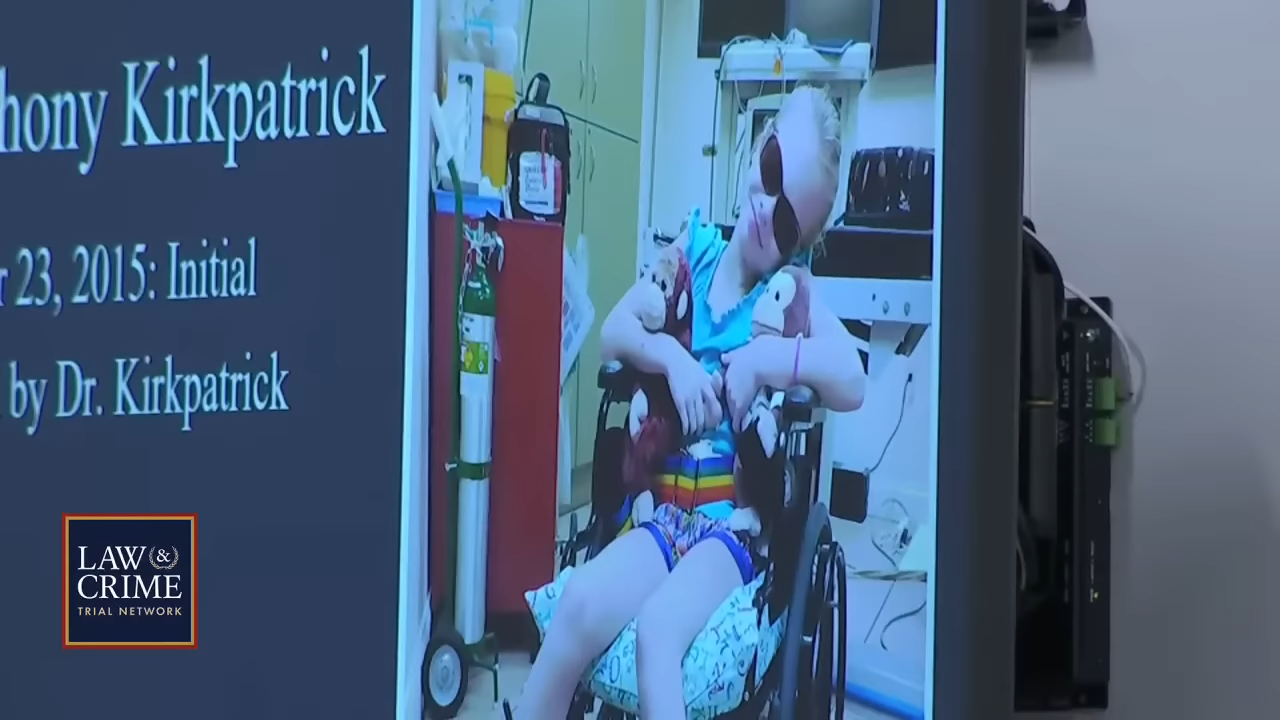 hony Kirkpatrick
r 23, 2015: Initial
by Dr. Kirkpatrick
LAW &
CRIME
TRIAL NETWORK